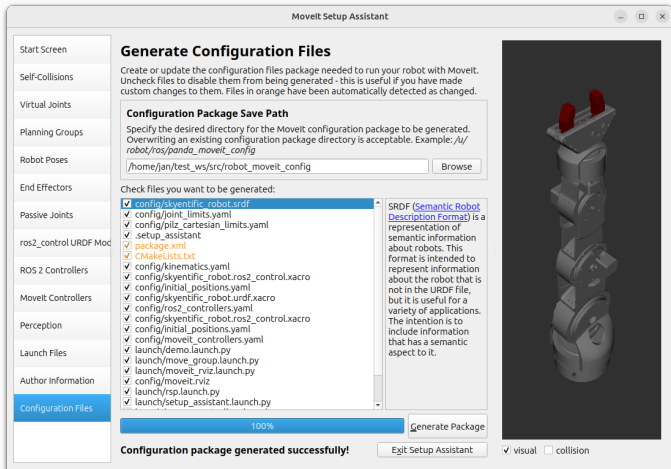 MoveIt Setup Assistant
Start Screen
Self-Collisions
Virtual Joints
Planning Groups
Robot Poses
End Effectors
Passive Joints
ros2_control URDF Mod
ROS 2 Controllers
MoveIt Controllers
Perception
Launch Files
Author Information
Configuration Files
Generate Configuration Files
Create or update the configuration files package needed to run your robot with MoveIt.
Uncheck files to disable them from being generated - this is useful if you have made
custom changes to them. Files in orange have been automatically detected as changed.
Configuration Package Save Path
Specify the desired directory for the MoveIt configuration package to be generated.
Overwriting an existing configuration package directory is acceptable. Example: /u/
robot/ros/panda_moveit_config
/home/jan/test_ws/src/robot_moveit_config
Browse
Check files you want to be generated:
config/skyentific_robot.srdf
config/joint_limits.yaml
config/pilz_cartesian_limits.yaml
.setup_assistant
package.xml
CMakeLists.txt
config/kinematics.yaml
config/skyentific_robot.ros2_control.xacro
config/initial_positions.yaml
config/skyentific_robot.urdf.xacro
config/ros2_controllers.yaml
config/skyentific_robot.ros2_control.xacro
config/initial_positions.yaml
config/moveit_controllers.yaml
launch/demo.launch.py
launch/move_group.launch.py
launch/moveit_rviz.launch.py
config/moveit.rviz
launch/rsp.launch.py
launch/setup_assistant.launch.py
SRDF (Semantic Robot
Description Format) is a
representation of
semantic information
about robots. This
format is intended to
represent information
about the robot that is
not in the URDF file,
but it is useful for a
variety of applications.
The intention is to
include information
that has a semantic
aspect to it.
100%
Generate Package
Configuration package generated successfully!
Exit Setup Assistant
visual
collision